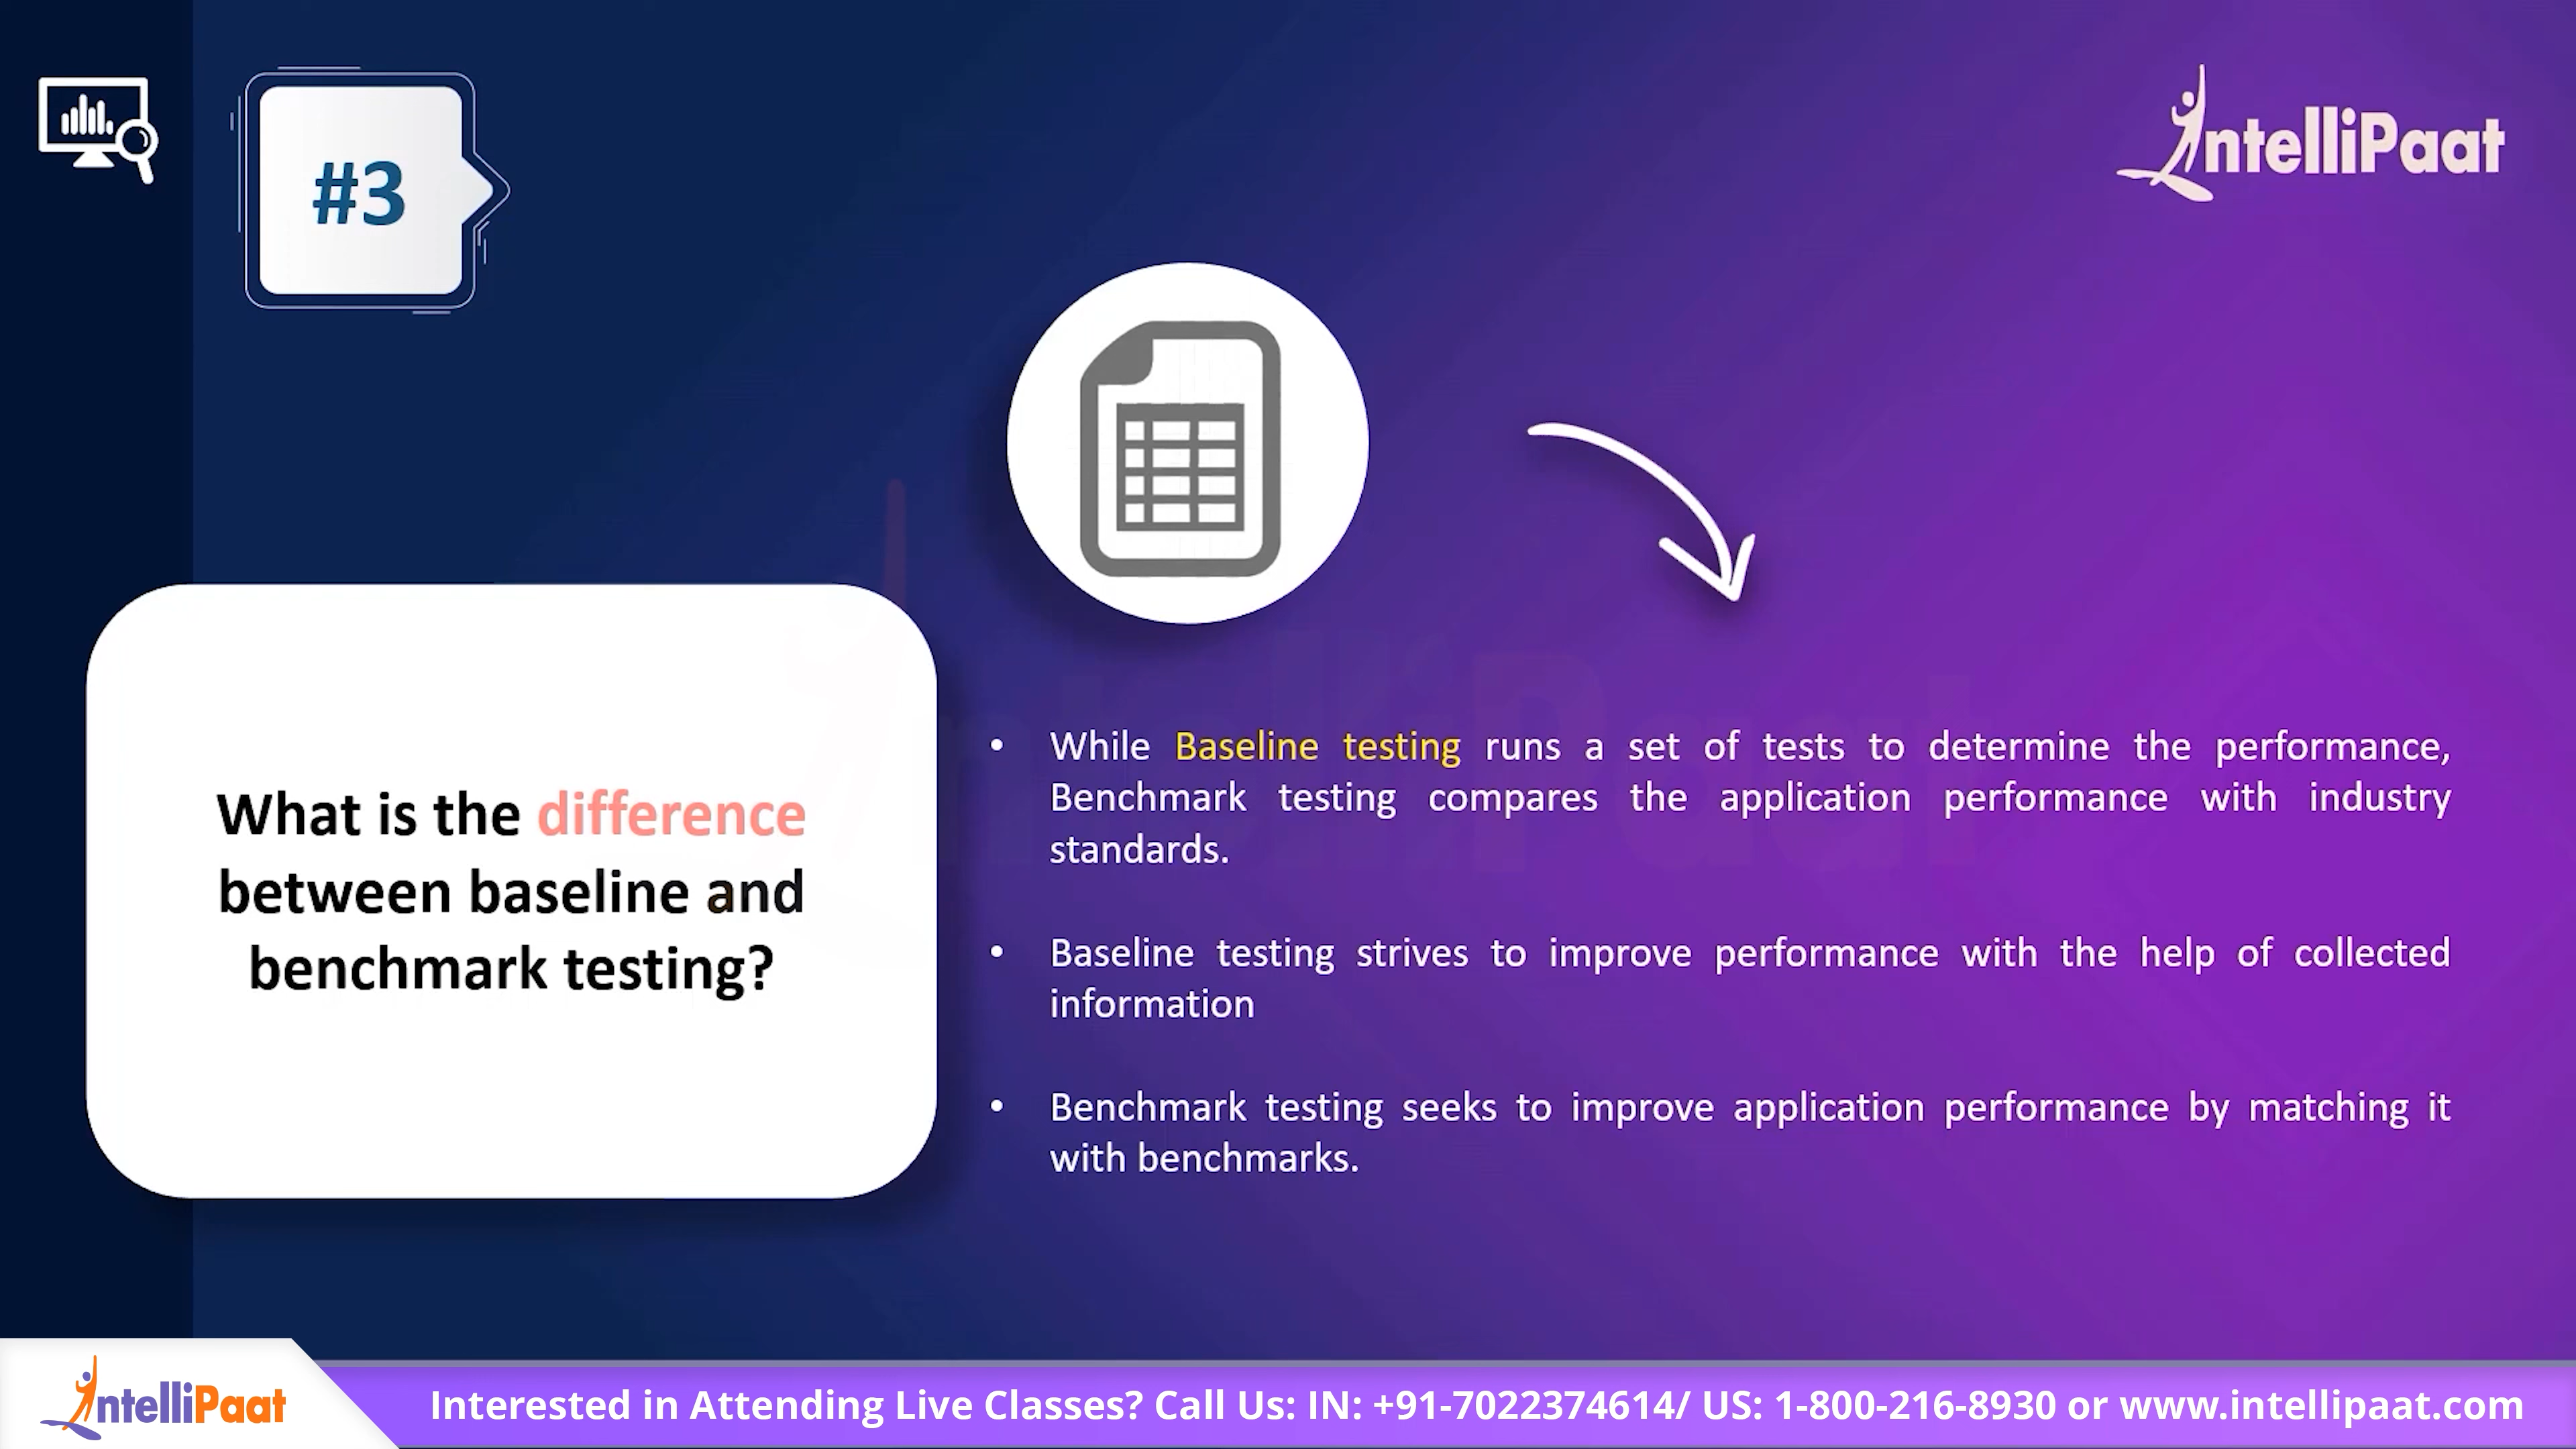 #3
IntelliPaat
What is the difference
between baseline and
benchmark testing?
• While Baseline testing runs a set of tests to determine the performance,
Benchmark testing compares the application performance with industry
standards.
• Baseline testing strives to improve performance with the help of collected
information
• Benchmark testing seeks to improve application performance by matching it
with benchmarks.
IntelliPaat
Interested in Attending Live Classes? Call Us: IN: +91-7022374614/ US: 1-800-216-8930 or www.intellipaat.com